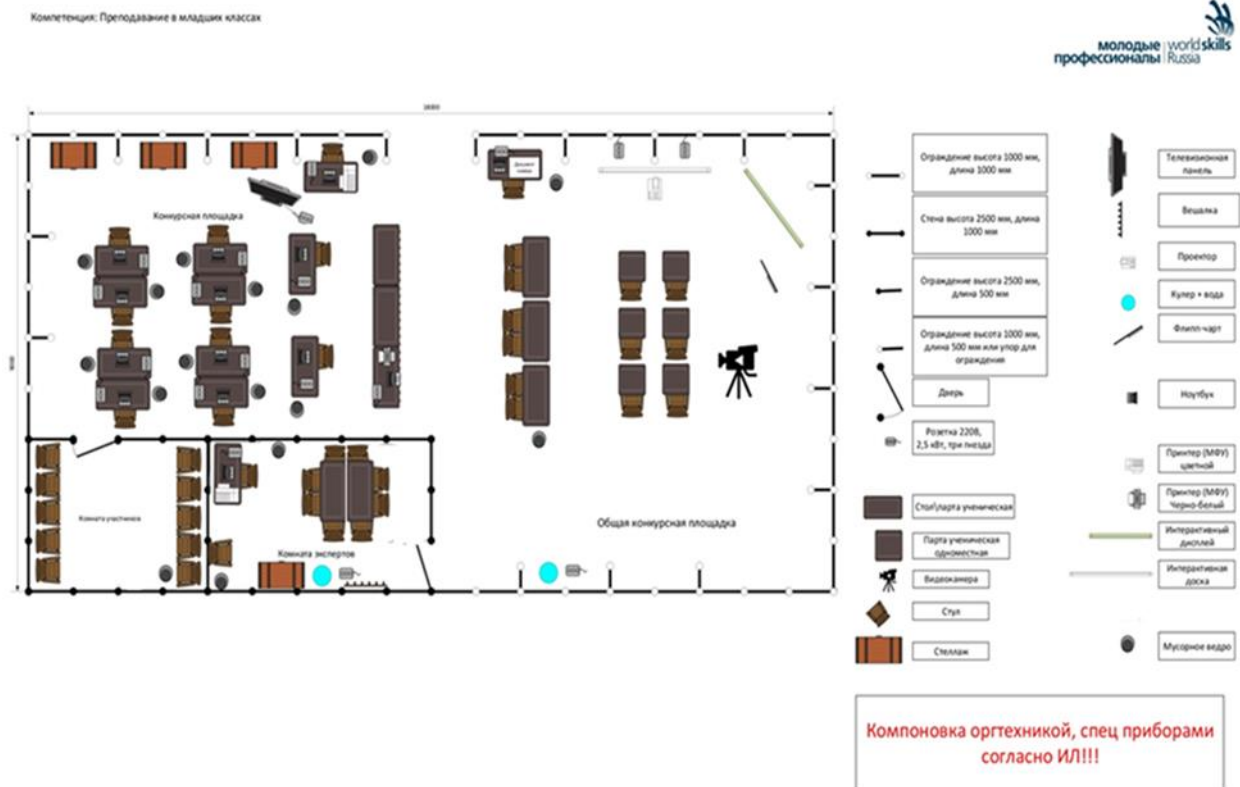 Компетенция: Преподавание в младших классах
молодые
профессионалы
worldskills
Russia
Конкурсная площадка
Комната участников
Комната экспертов
Общая конкурсная площадка
Ограждение высота 1000 мм,
длина 1000 мм
Стена высота 2500 мм, длина
1000 мм
Ограждение высота 2500 мм,
длина 500 мм
Ограждение высота 1000 мм,
длина 500 мм или упор для
ограждения
Дверь
Розетка 220В,
2,5 кВт, три гнезда
Стол\парта ученическая
Парта ученическая
одноместная
Видеокамера
Стул
Стеллаж
Телевизионная
панель
Вешалка
Проектор
Кулер + вода
Флипп-чарт
Ноутбук
Принтер (МФУ)
цветной
Принтер (МФУ)
Черно-белый
Интерактивный
дисплей
Интерактивная
доска
Мусорное ведро
Компоновка оргтехникой, спец приборами
согласно ИЛ!!!